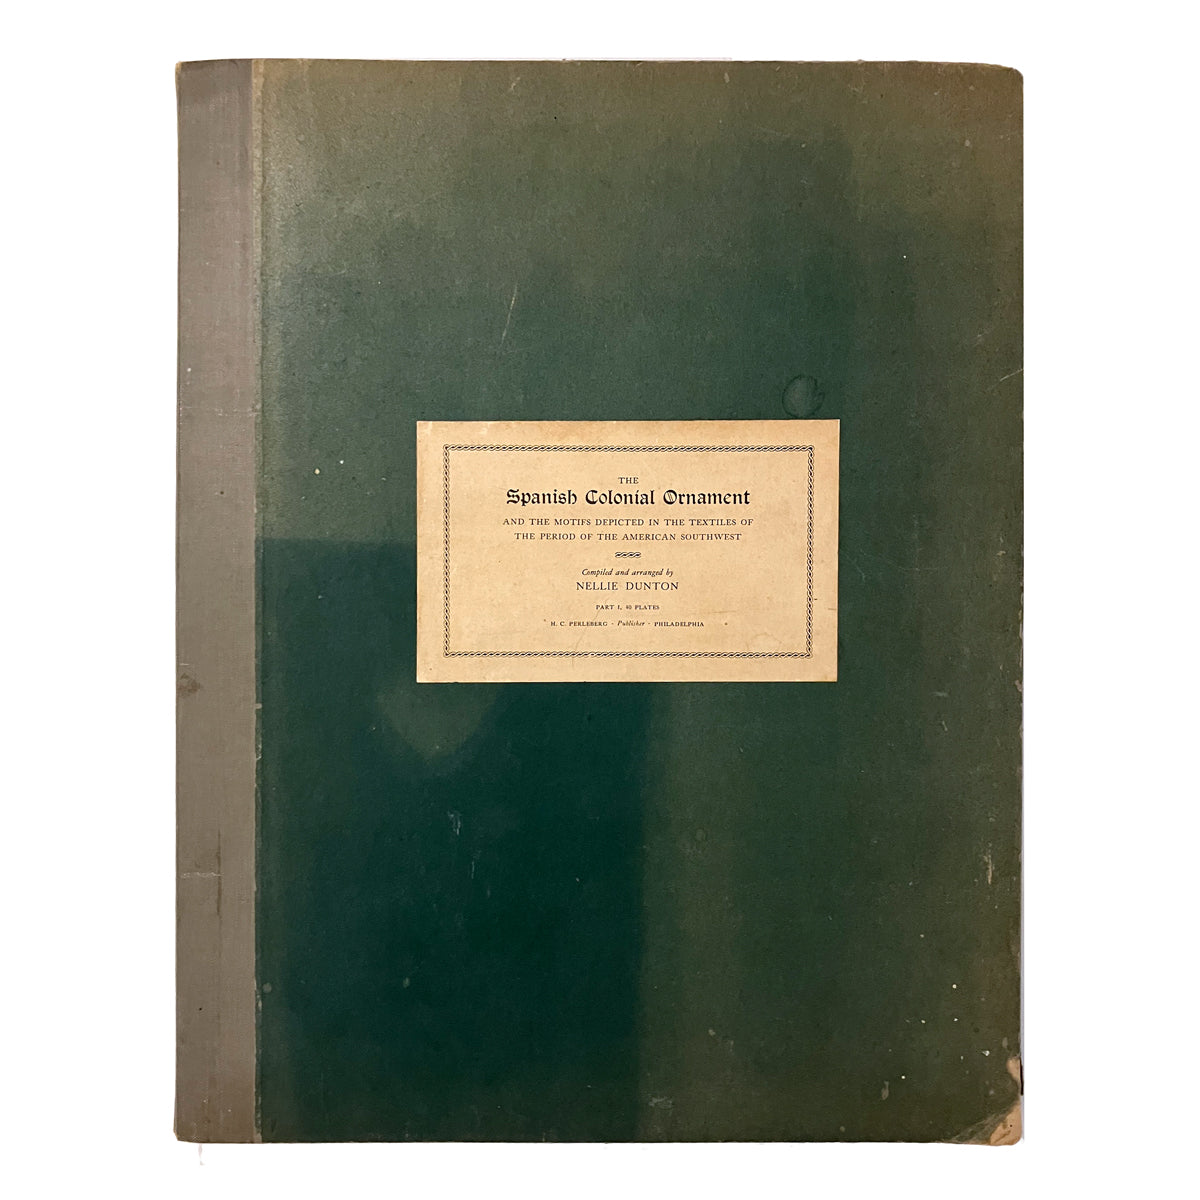 THE
Spanish Colonial Ornament
AND THE MOTIFS DEPICTED IN THE TEXTILES OF
THE PERIOD OF THE AMERICAN SOUTHWEST
Compiled and arranged by
NELLIE DUNTON
PART I, 40 PLATES
H. C. PERLEBERG · Publisher · PHILADELPHIA